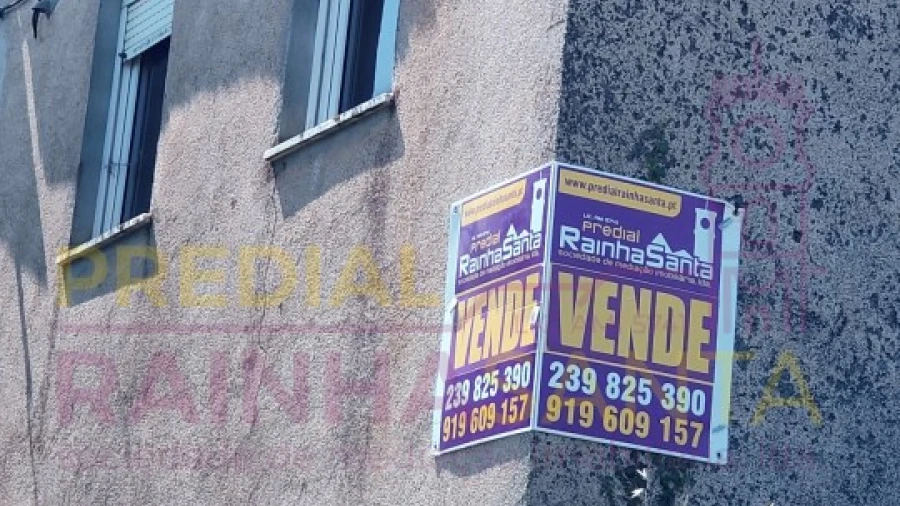 www.predialrainhasanta.pt
Predial
RainhaSanta
Sociedade de mediação imobiliária, lda.
VENDE
239 825 390
919 609 157
www.predialrainhasanta.pt
Predial
RainhaSanta
Sociedade de mediação imobiliária, lda.
VENDE
239 825 390
919 609 157
PREDIAL
RAINHA SANTA